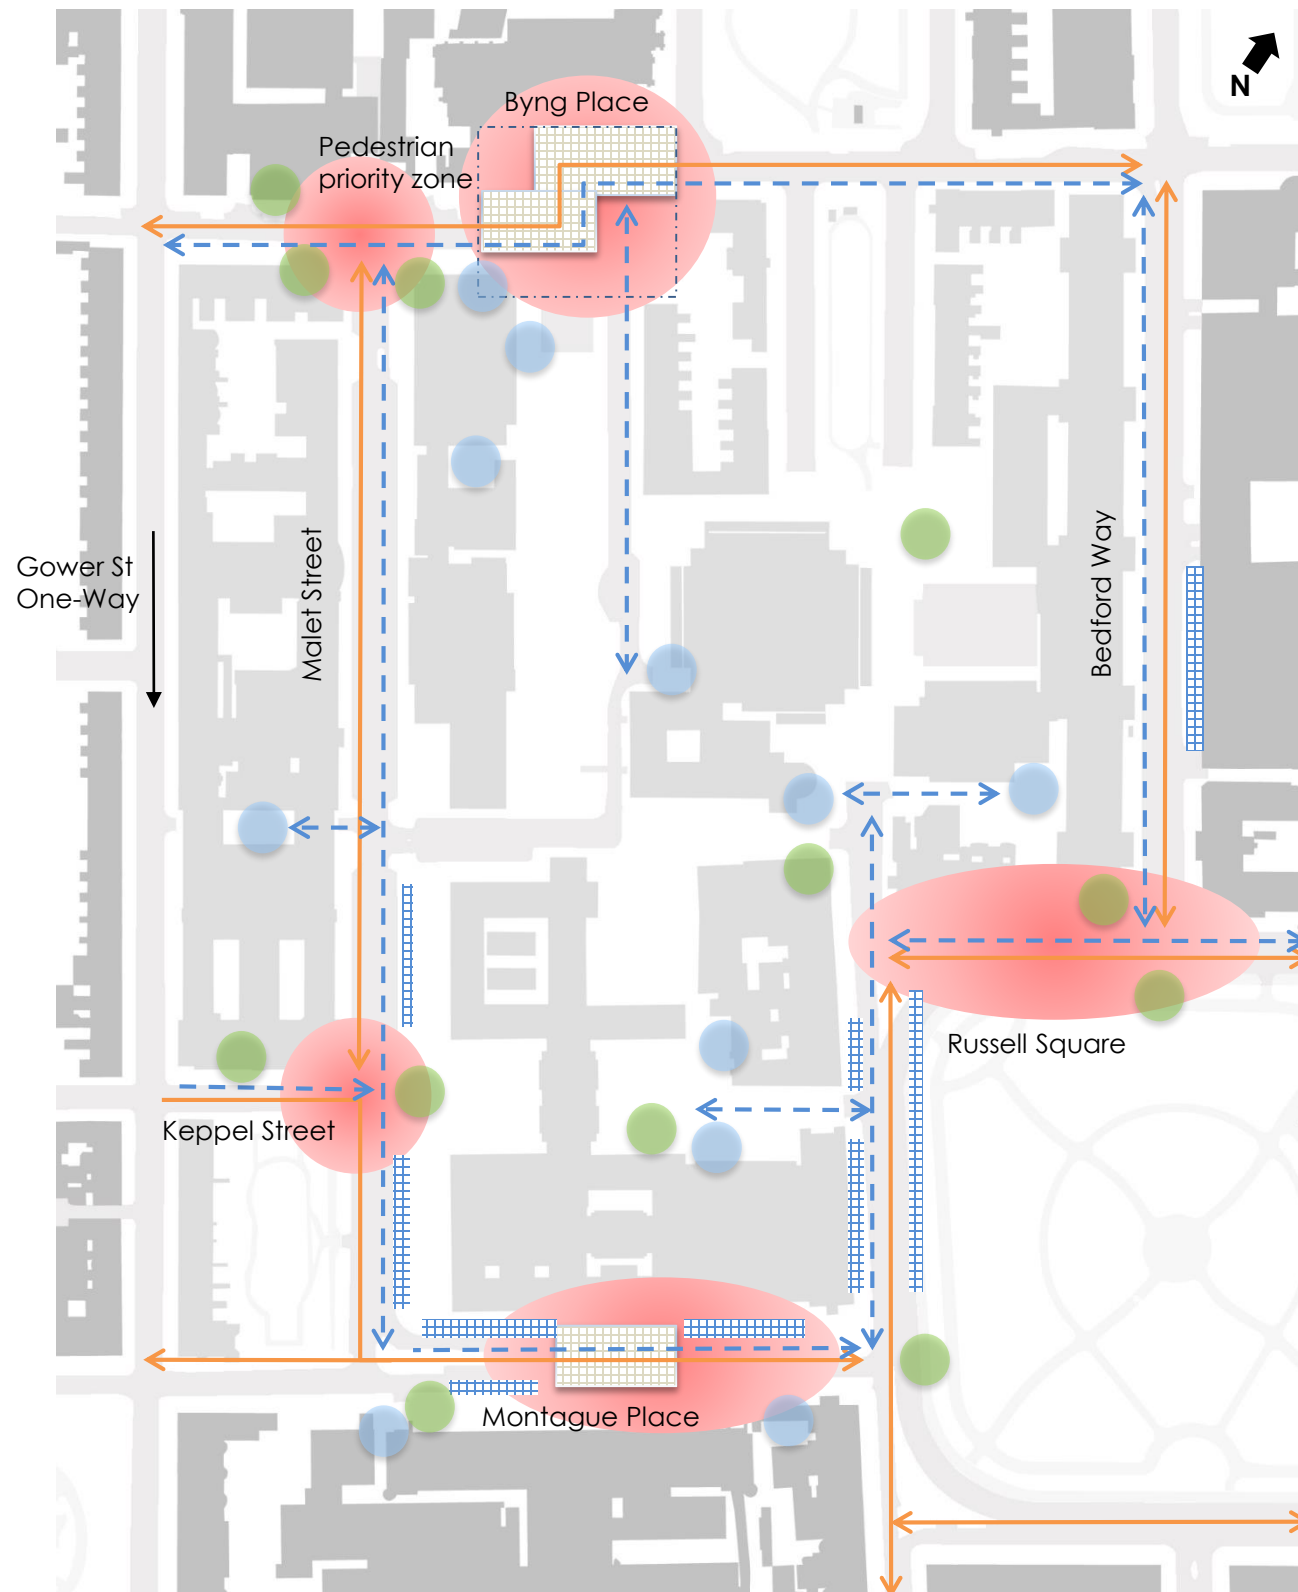 Byng Place
N
Pedestrian
priority zone
Gower St
One-Way
Malet Street
Bedford Way
Russell Square
Keppel Street
Montague Place